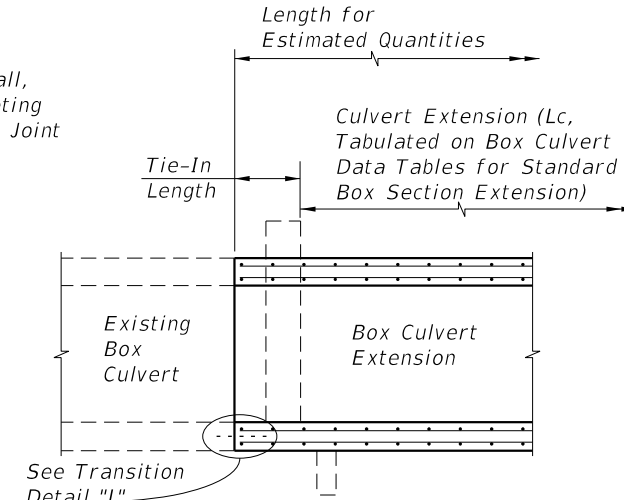 Length for
Estimated Quantities
all,
Joint
Culvert Extension (Lc,
Tabulated on Box Culvert
Data Tables for Standard
Box Section Extension)
Tie-In
Length
Existing
Box
Culvert
Box Culvert
Extension
See Transition
Detail "J"